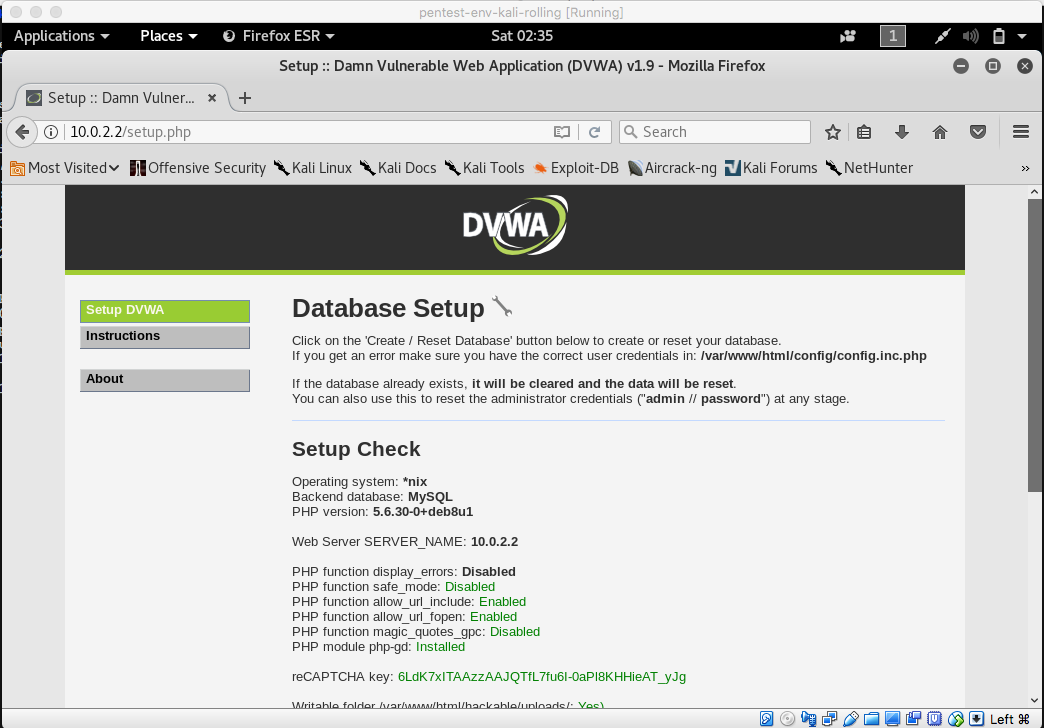 pentest-env-kali-rolling [Running]
Applications Places Firefox ESR Sat 02:35 1
Setup :: Damn Vulnerable Web Application (DVWA) v1.9 - Mozilla Firefox
Setup :: Damn Vulner...
10.0.2.2/setup.php Search
Most Visited Offensive Security Kali Linux Kali Docs Kali Tools Exploit-DB Aircrack-ng Kali Forums NetHunter »
DVWA
Setup DVWA
Instructions
About
Database Setup
Click on the 'Create / Reset Database' button below to create or reset your database.
If you get an error make sure you have the correct user credentials in: /var/www/html/config/config.inc.php
If the database already exists, it will be cleared and the data will be reset.
You can also use this to reset the administrator credentials ("admin // password") at any stage.
Setup Check
Operating system: *nix
Backend database: MySQL
PHP version: 5.6.30-0+deb8u1
Web Server SERVER_NAME: 10.0.2.2
PHP function display_errors: Disabled
PHP function safe_mode: Disabled
PHP function allow_url_include: Enabled
PHP function allow_url_fopen: Enabled
PHP function magic_quotes_gpc: Disabled
PHP module php-gd: Installed
reCAPTCHA key: 6LdK7xITAAzzAAJQTfL7fu6I-0aPl8KHHieAT_yJg
Writable folder /var/www/html/hackable/uploads/: Yes)
Left ⌘